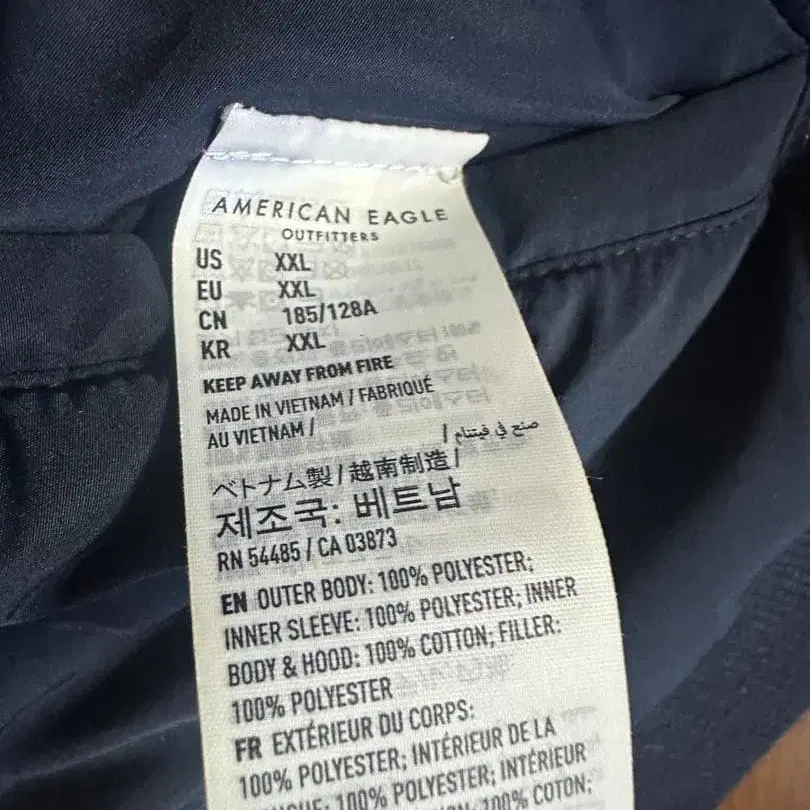 AMERICAN EAGLE
OUTFITTERS
US XXL
EU XXL
CN 185/128A
KR XXL
KEEP AWAY FROM FIRE
MADE IN VIETNAM / FABRIQUÉ
AU VIETNAM /
صنع في فيتنام /
ベトナム製 / 越南制造 /
제조국: 베트남
RN 54485 / CA 03873
EN OUTER BODY: 100% POLYESTER;
INNER SLEEVE: 100% POLYESTER; INNER
BODY & HOOD: 100% COTTON; FILLER:
100% POLYESTER
FR EXTÉRIEUR DU CORPS:
100% POLYESTER; INTÉRIEUR DE LA
100% POLYESTER; INTÉRIEUR
100% COTON;